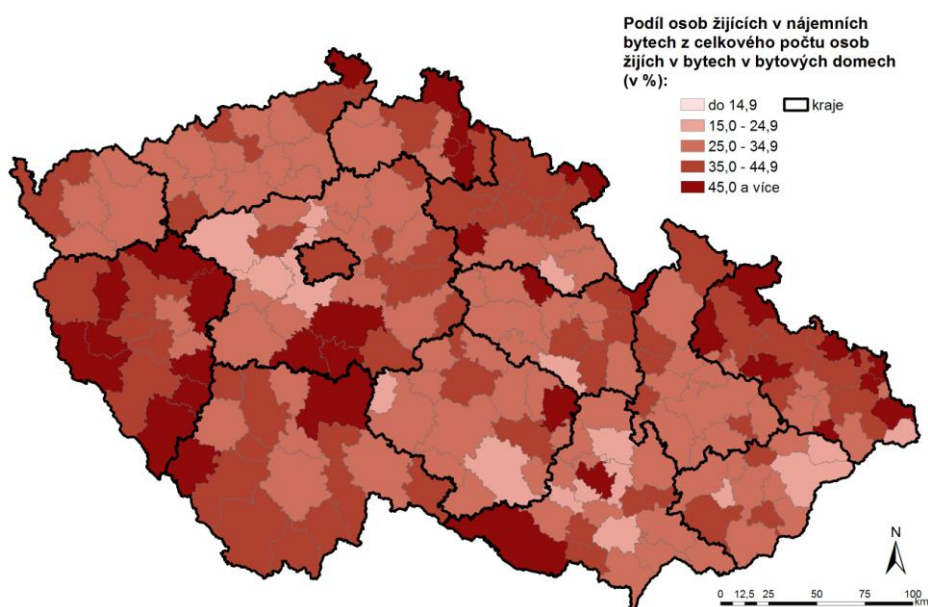 Podíl osob žijících v nájemních
bytech z celkového počtu osob
žijích v bytech v bytových domech
(v %):
do 14,9
kraje
15,0 - 24,9
25,0 - 34,9
35,0 - 44,9
45,0 a více
N
0 12,5 25 50 75 100
km